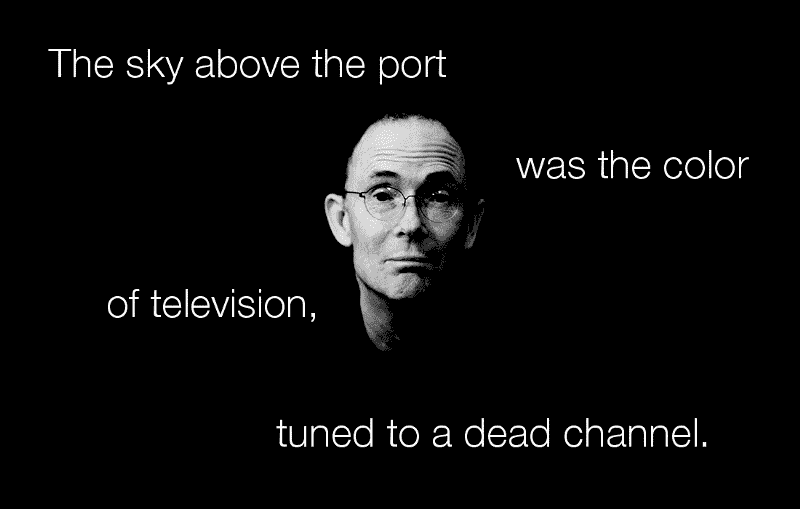 The sky above the port
was the color
of television,
tuned to a dead channel.